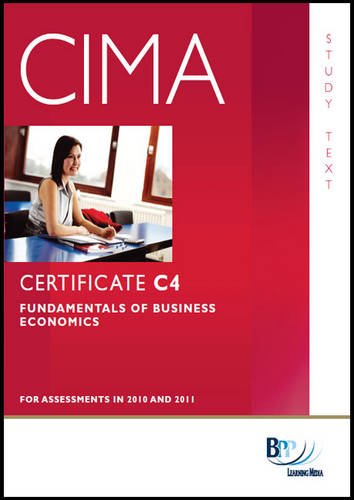 CIMA
STUDY TEXT
CERTIFICATE C4
FUNDAMENTALS OF BUSINESS
ECONOMICS
FOR ASSESSMENTS IN 2010 AND 2011
BPP
LEARNING MEDIA